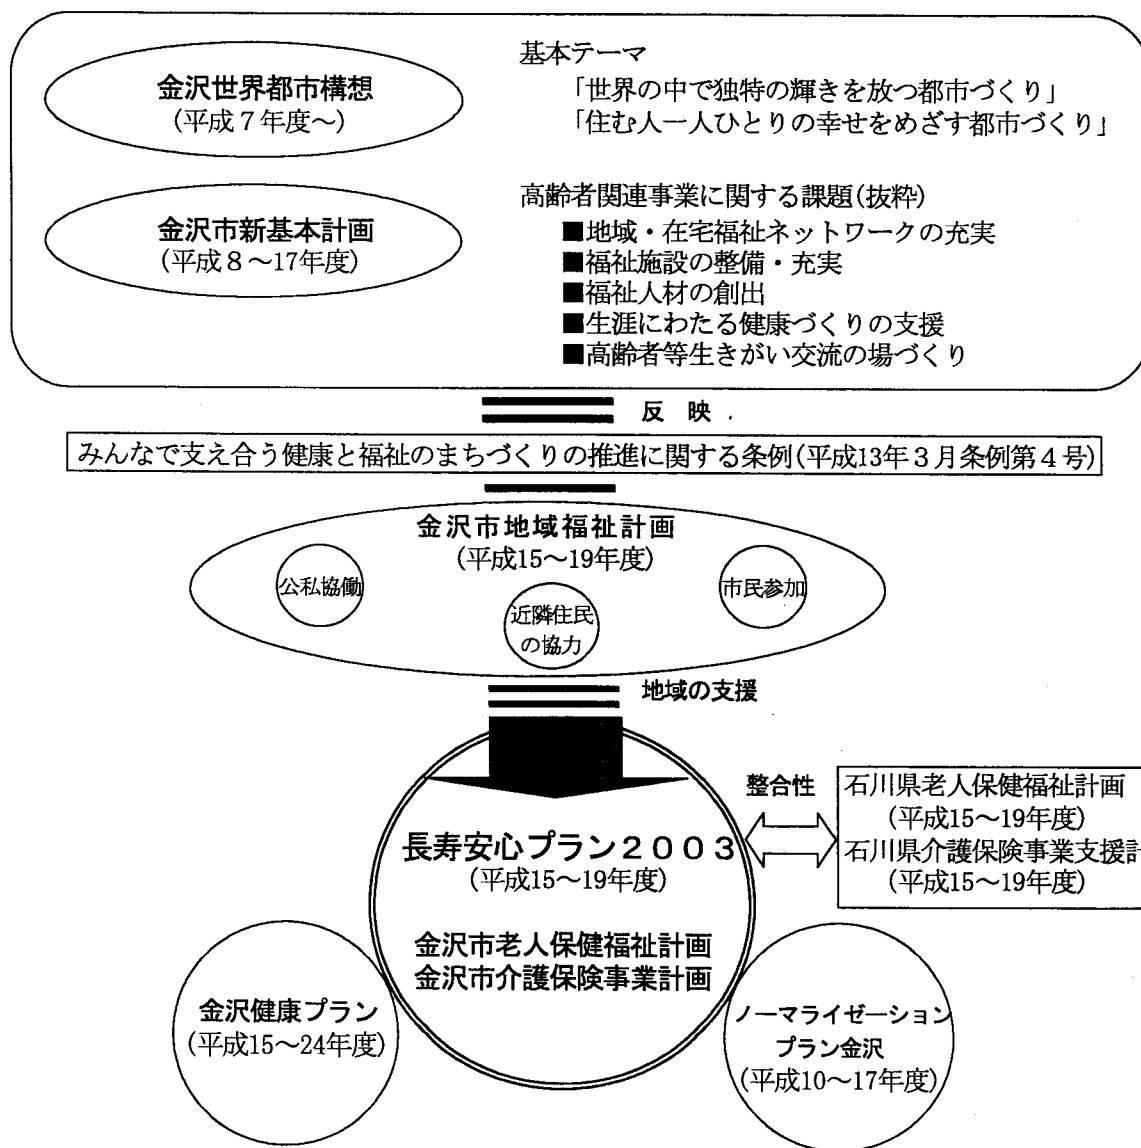 金沢世界都市構想
(平成７年度～)
基本テーマ
「世界の中で独特の輝きを放つ都市づくり」
「住む人一人ひとりの幸せをめざす都市づくり」
金沢市新基本計画
(平成８～17年度)
高齢者関連事業に関する課題(抜粋)
■地域・在宅福祉ネットワークの充実
■福祉施設の整備・充実
■福祉人材の創出
■生涯にわたる健康づくりの支援
■高齢者等生きがい交流の場づくり
反 映
みんなで支え合う健康と福祉のまちづくりの推進に関する条例(平成13年３月条例第４号)
金沢市地域福祉計画
(平成15～19年度)
公私協働
近隣住民
の協力
市民参加
地域の支援
長寿安心プラン２００３
(平成15～19年度)
金沢市老人保健福祉計画
金沢市介護保険事業計画
整合性
石川県老人保健福祉計画
(平成15～19年度)
石川県介護保険事業支援計
(平成15～19年度)
金沢健康プラン
(平成15～24年度)
ノーマライゼーション
プラン金沢
(平成10～17年度)